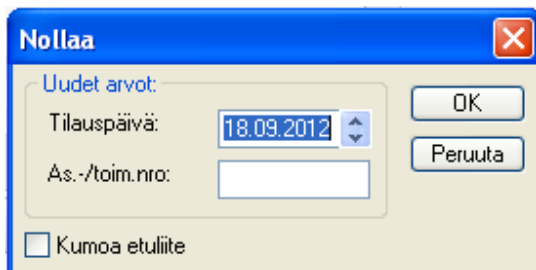 Nollaa
Uudet arvot:
Tilauspäivä: 18.09.2012
As.-/toim.nro:
Kumoa etuliite
OK
Peruuta